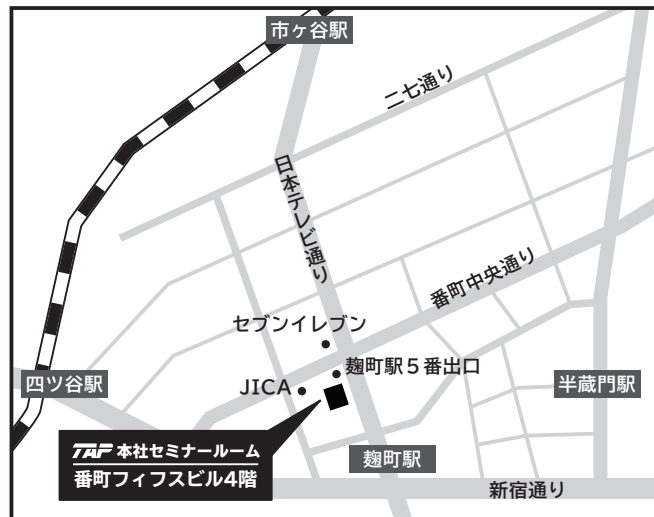 市ヶ谷駅
二七通り
日本テレビ通り
番町中央通り
セブンイレブン
麹町駅5番出口
四ツ谷駅
JICA
半蔵門駅
TAP 本社セミナールーム
番町フィフスビル4階
麹町駅
新宿通り